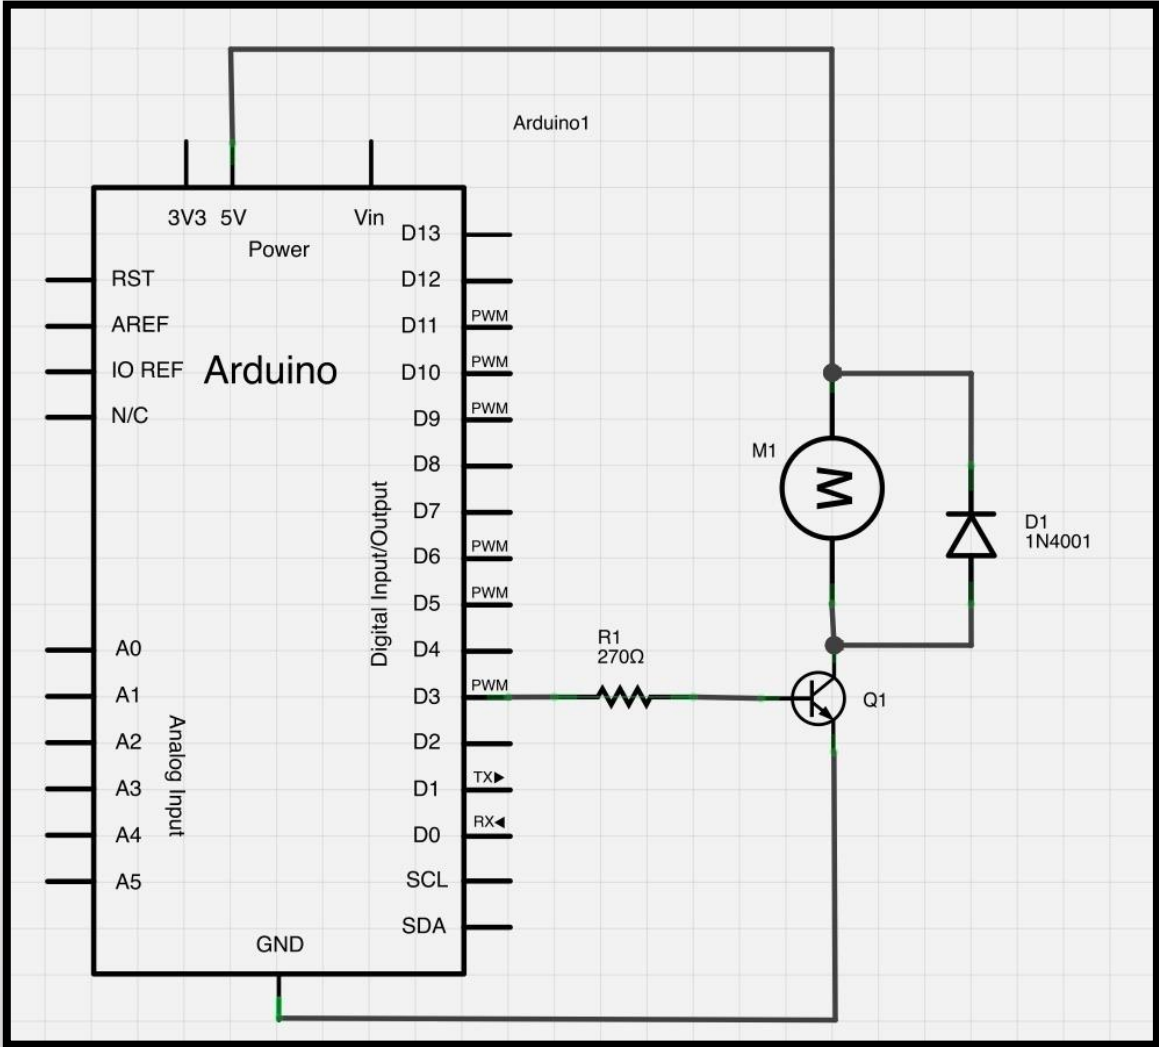 Arduino1
3V3 5V Vin
Power
D13
RST
D12
AREF
PWM
D11
IO REF
Arduino
PWM
D10
N/C
PWM
D9
D8
D7
PWM
D6
PWM
D5
Digital Input/Output
M1
M
D1
1N4001
A0
D4
R1
270Ω
A1
PWM
D3
Q1
A2
D2
Analog Input
TX▶
A3
D1
RX◀
A4
D0
A5
SCL
SDA
GND